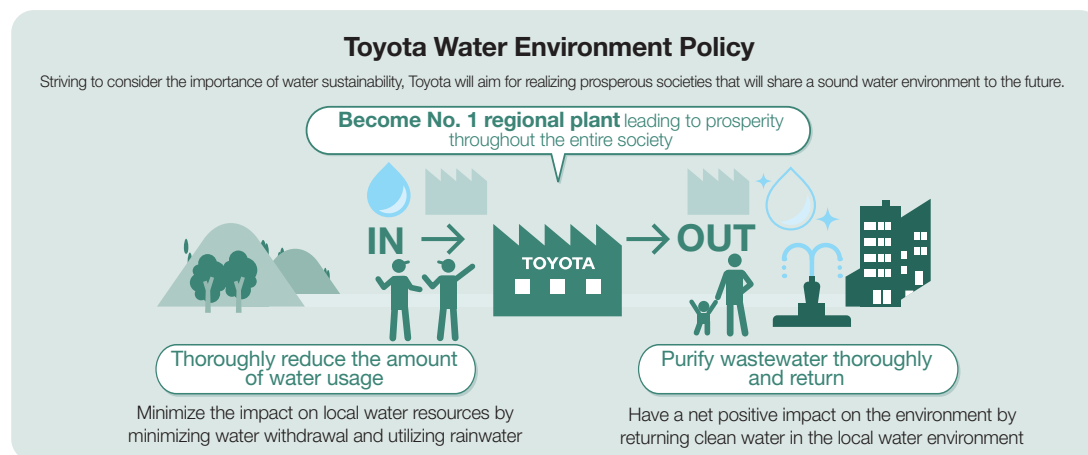 Toyota Water Environment Policy
Striving to consider the importance of water sustainability, Toyota will aim for realizing prosperous societies that will share a sound water environment to the future.
Become No. 1 regional plant leading to prosperity
throughout the entire society
IN
OUT
TOYOTA
Thoroughly reduce the amount
of water usage
Minimize the impact on local water resources by
minimizing water withdrawal and utilizing rainwater
Purify wastewater thoroughly
and return
Have a net positive impact on the environment by
returning clean water in the local water environment